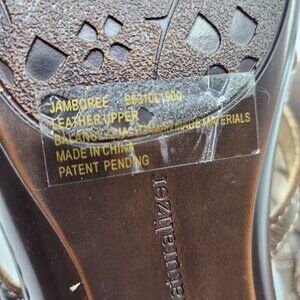 JAMBOREE
LEATHER UPPER
BALANCE MAN MADE MATERIALS
MADE IN CHINA
PATENT PENDING
naturalizer